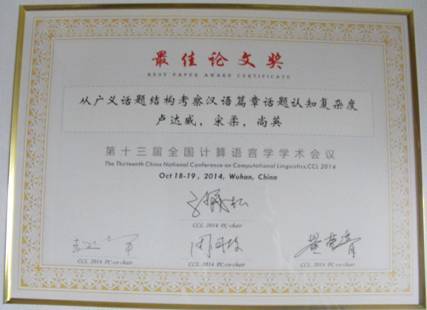 最佳论文奖
BEST PAPER AWARD CERTIFICATE
从广义话题结构考察汉语篇章话题认知复杂度
卢达威，宋柔，尚英
第十三届全国计算语言学学术会议
The Thirteenth China National Conference on Computational Linguistics,CCL 2014
Oct 18-19, 2014, Wuhan, China
CCL 2014 PC chair
CCL 2014 PC co-chair
CCL 2014 PC co-chair
CCL 2014 PC co-chair